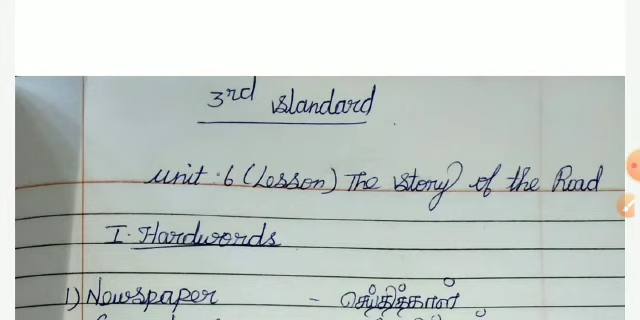 3rd standard
Unit : 6 (Lesson) The story of the Road
I. Hardwords
1) Newspaper - செய்தித்தாள்